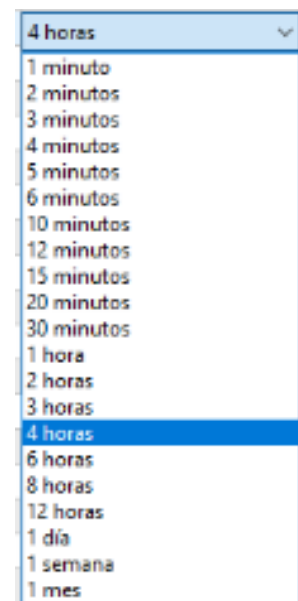 4 horas
1 minuto
2 minutos
3 minutos
4 minutos
5 minutos
6 minutos
10 minutos
12 minutos
15 minutos
20 minutos
30 minutos
1 hora
2 horas
3 horas
4 horas
6 horas
8 horas
12 horas
1 día
1 semana
1 mes